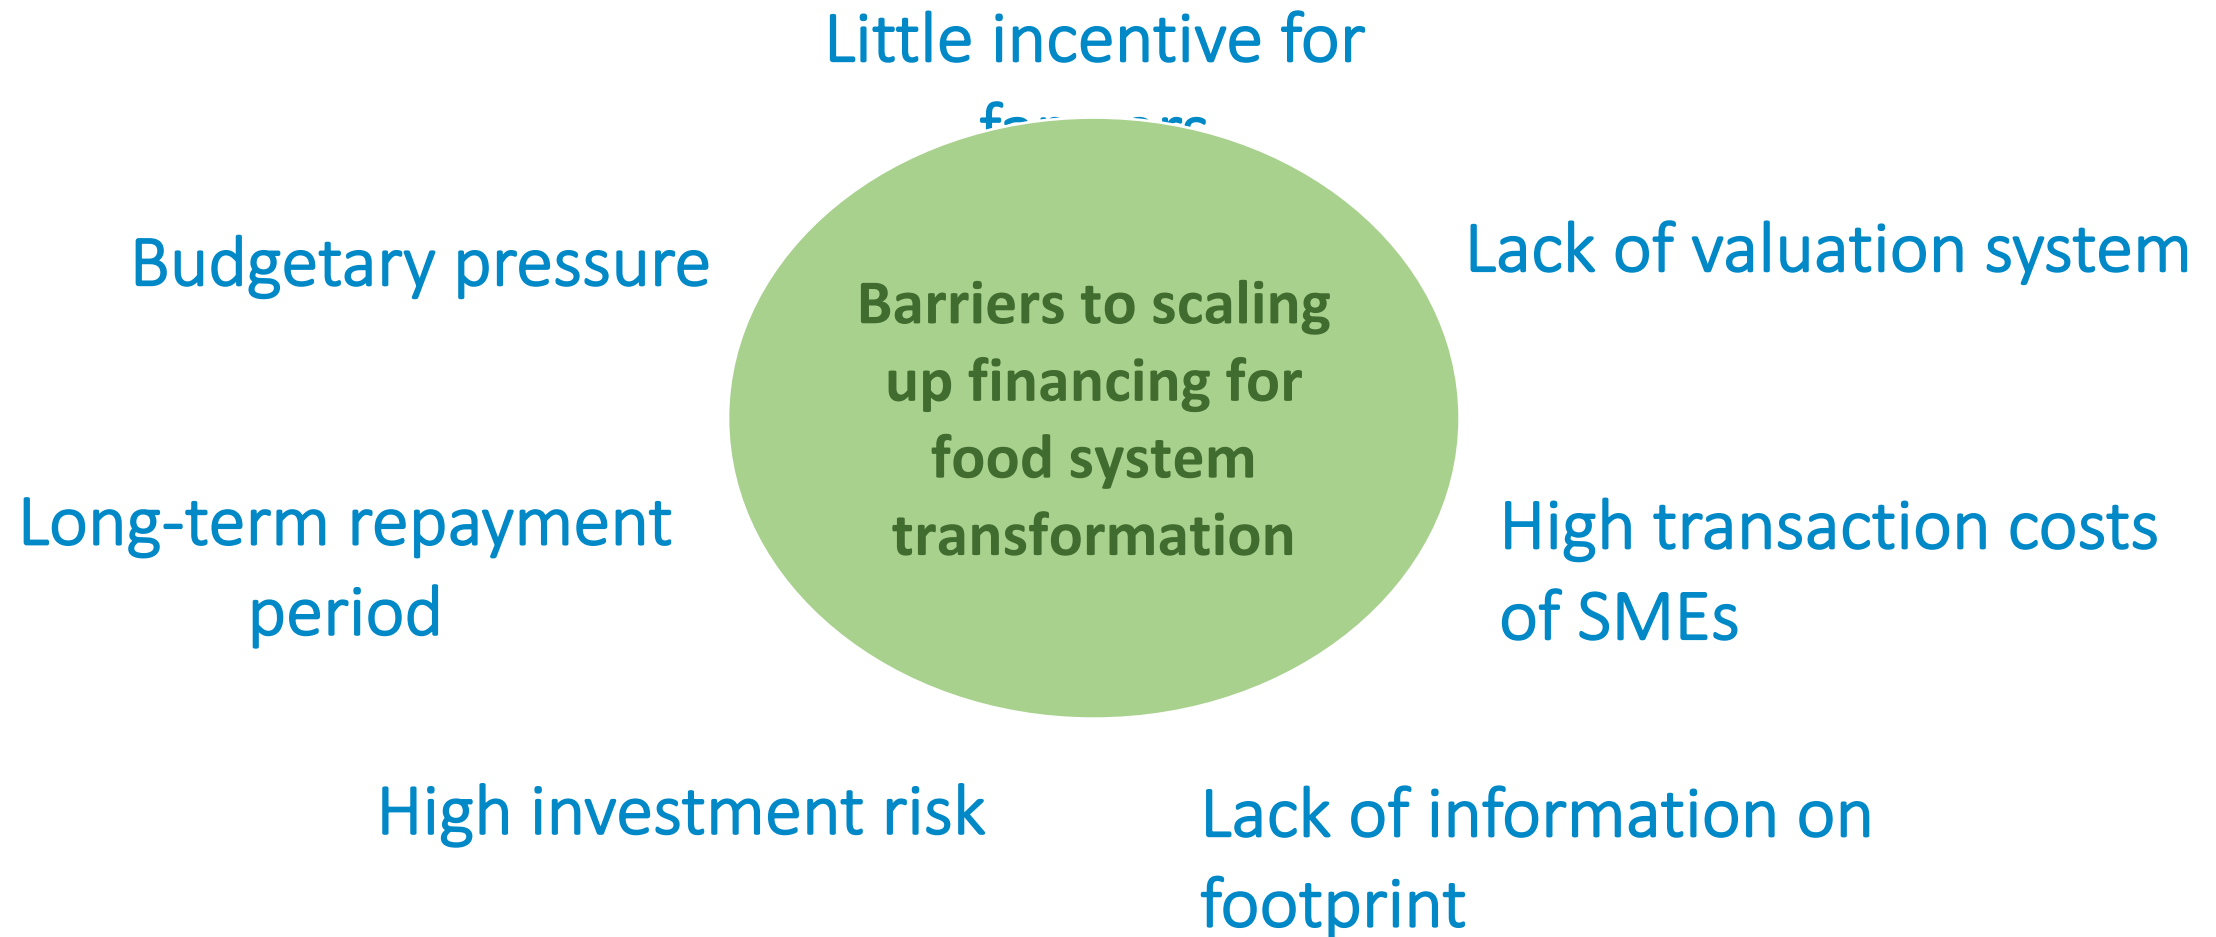 Little incentive for
Budgetary pressure
Lack of valuation system
Barriers to scaling
up financing for
food system
transformation
Long-term repayment
period
High transaction costs
of SMEs
High investment risk
Lack of information on
footprint